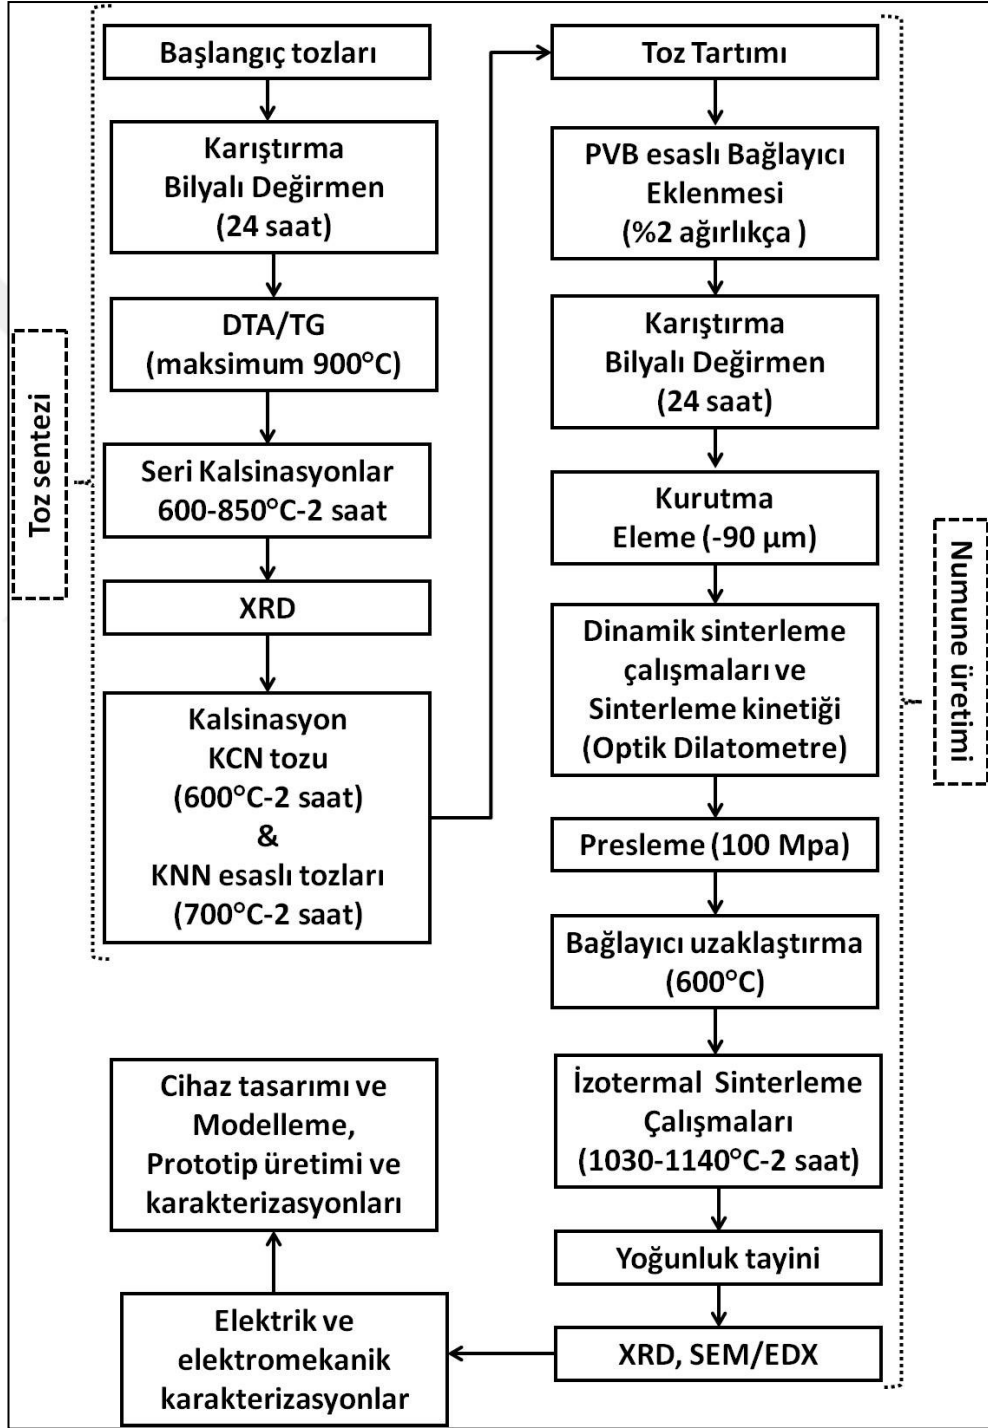 Toz sentezi
Başlangıç tozları
Karıştırma
Bilyalı Değirmen
(24 saat)
DTA/TG
(maksimum 900°C)
Seri Kalsinasyonlar
600-850°C-2 saat
XRD
Kalsinasyon
KCN tozu
(600°C-2 saat)
&
KNN esaslı tozları
(700°C-2 saat)
Toz Tartımı
PVB esaslı Bağlayıcı
Eklenmesi
(%2 ağırlıkça )
Karıştırma
Bilyalı Değirmen
(24 saat)
Kurutma
Eleme (-90 µm)
Dinamik sinterleme
çalışmaları ve
Sinterleme kinetiği
(Optik Dilatometre)
Presleme (100 Mpa)
Bağlayıcı uzaklaştırma
(600°C)
İzotermal Sinterleme
Çalışmaları
(1030-1140°C-2 saat)
Yoğunluk tayini
XRD, SEM/EDX
Numune üretimi
Elektrik ve
elektromekanik
karakterizasyonlar
Cihaz tasarımı ve
Modelleme,
Prototip üretimi ve
karakterizasyonları